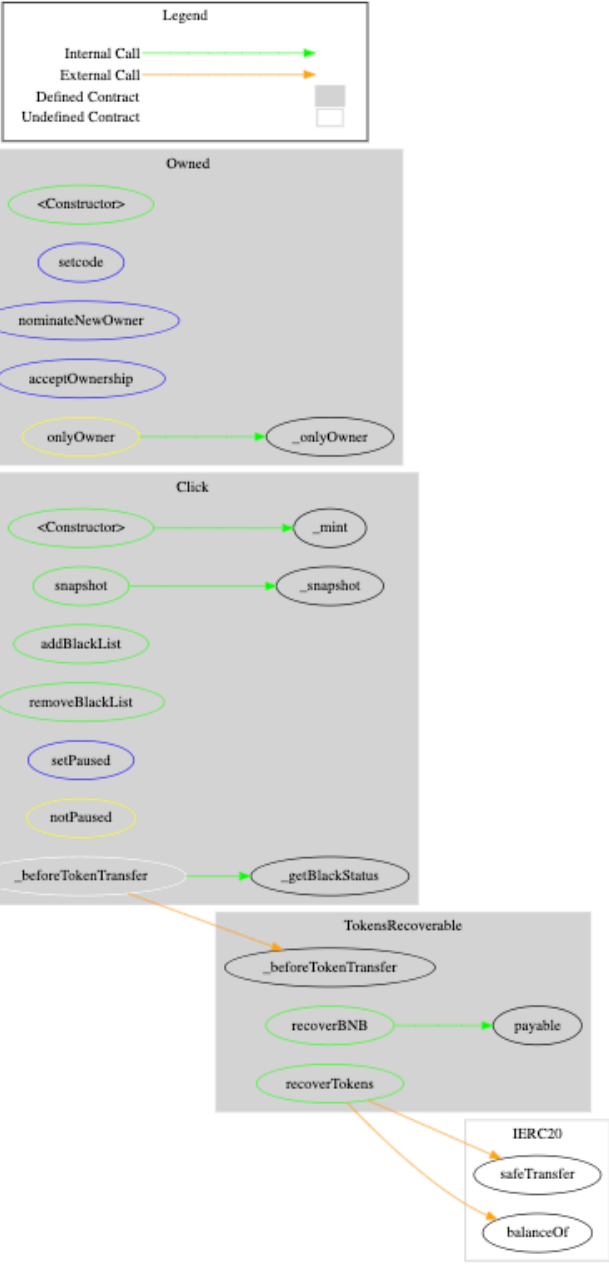 Legend
Internal Call
External Call
Defined Contract
Undefined Contract
Owned
<Constructor>
setcode
nominateNewOwner
acceptOwnership
onlyOwner
_onlyOwner
Click
<Constructor>
_mint
snapshot
_snapshot
addBlackList
removeBlackList
setPaused
notPaused
_beforeTokenTransfer
_getBlackStatus
TokensRecoverable
_beforeTokenTransfer
recoverBNB
payable
recoverTokens
IERC20
safeTransfer
balanceOf